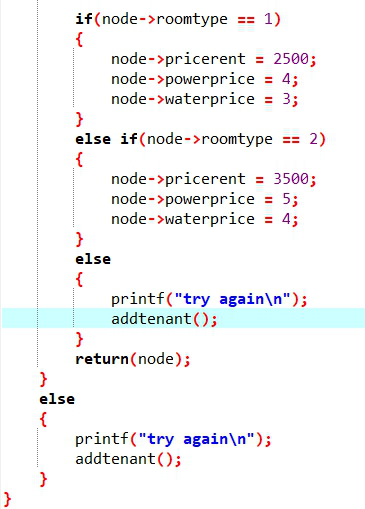 if(node->roomtype == 1)
{
node->pricerent = 2500;
node->powerprice = 4;
node->waterprice = 3;
}
else if(node->roomtype == 2)
{
node->pricerent = 3500;
node->powerprice = 5;
node->waterprice = 4;
}
else
{
printf("try again\n");
addtenant();
}
return(node);
}
else
{
printf("try again\n");
addtenant();
}
}